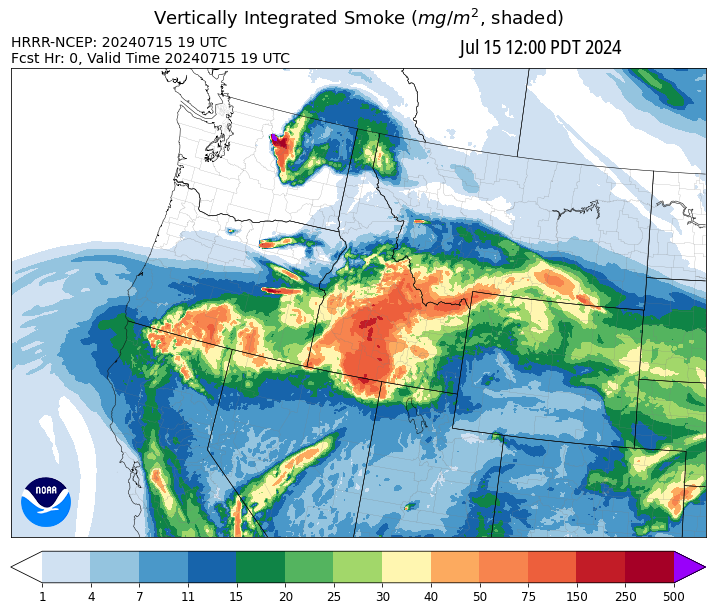 Vertically Integrated Smoke (mg/m², shaded)
HRRR-NCEP: 20240715 19 UTC
Fcst Hr: 0, Valid Time 20240715 19 UTC
Jul 15 12:00 PDT 2024
NOAA
1 4 7 11 15 20 25 30 40 50 75 150 250 500